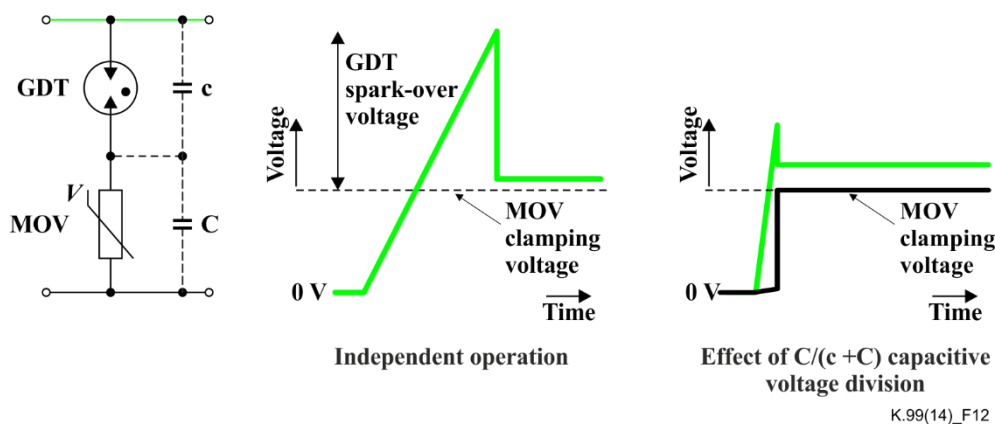 GDT
c
V
MOV
C
GDT
spark-over
voltage
Voltage
MOV
clamping
voltage
0 V
Time
Independent operation
Voltage
MOV
clamping
voltage
0 V
Time
Effect of C/(c +C) capacitive
voltage division
K.99(14)_F12